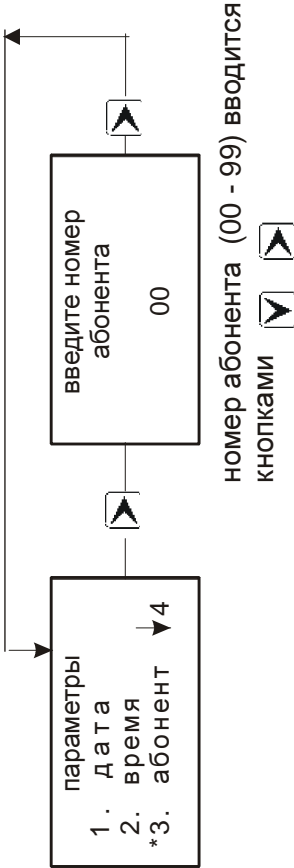 параметры
1. дата
2. время
*3. абонент 4
введите номер
абонента
00
номер абонента (00 - 99) вводится
кнопками